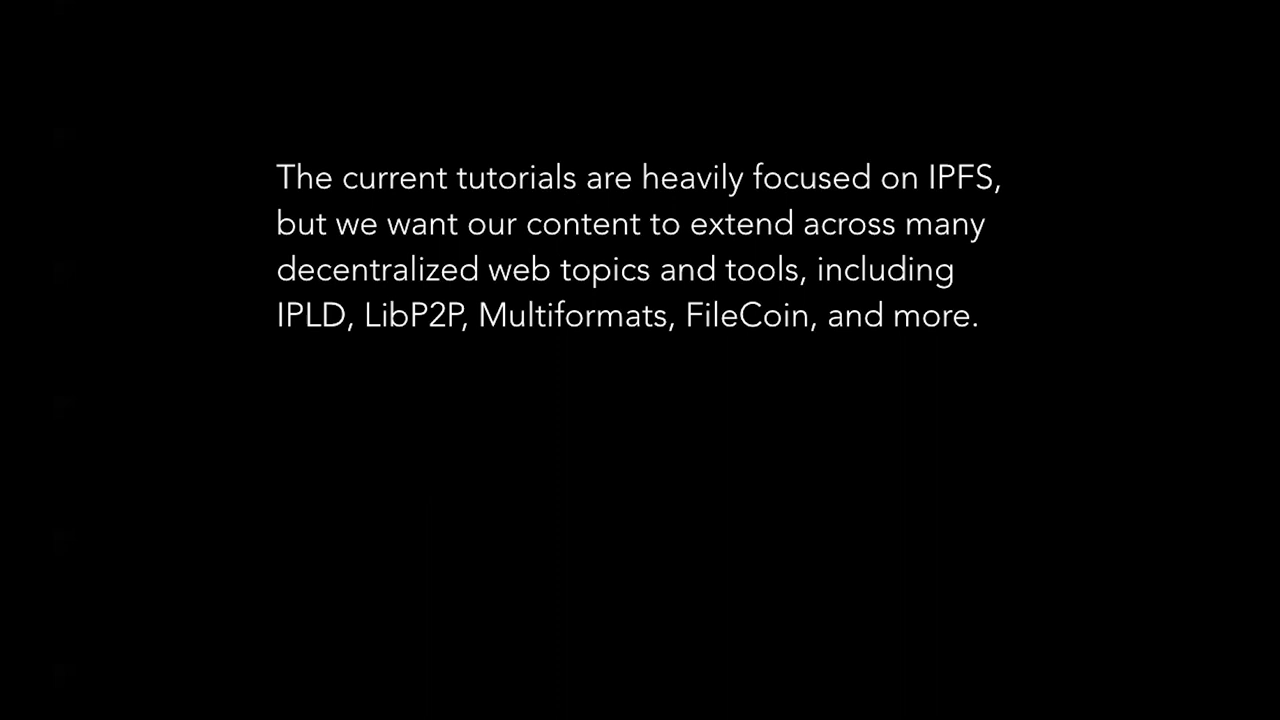 The current tutorials are heavily focused on IPFS,
but we want our content to extend across many
decentralized web topics and tools, including
IPLD, LibP2P, Multiformats, FileCoin, and more.